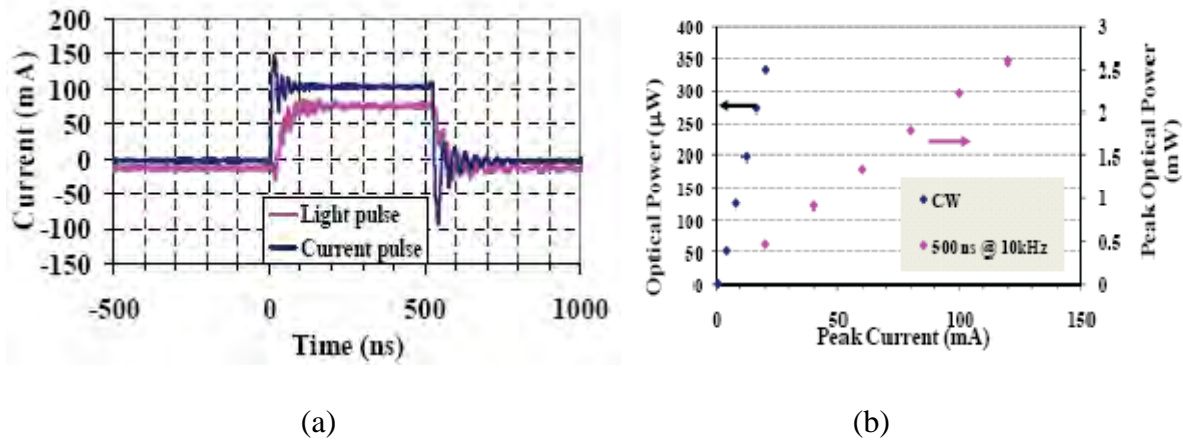 200
150
100
50
0
-50
-100
-150
Current (mA)
Light pulse
Current pulse
-500
0
500
1000
Time (ns)
(a)
400
350
300
250
200
150
100
50
0
Optical Power (µW)
3
2.5
2
1.5
1
0.5
0
Peak Optical Power
(mW)
CW
500 ns @ 10kHz
0
50
100
150
Peak Current (mA)
(b)